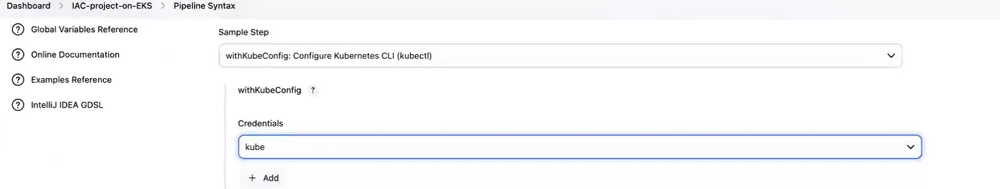 Dashboard > IAC-project-on-EKS > Pipeline Syntax
? Global Variables Reference
? Online Documentation
? Examples Reference
? IntelliJ IDEA GDSL
Sample Step
withKubeConfig: Configure Kubernetes CLI (kubectl)
withKubeConfig ?
Credentials
kube
+ Add